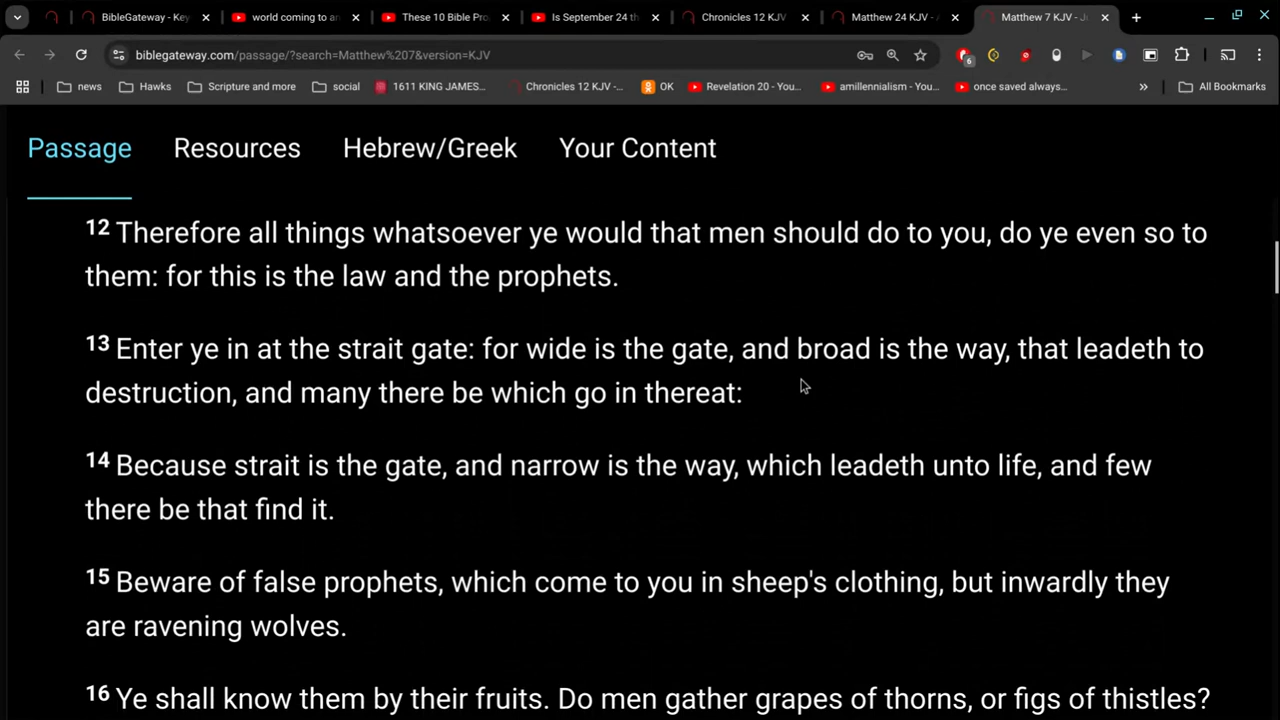 BibleGateway - Key
world coming to an
These 10 Bible Pro
Is September 24 th
Chronicles 12 KJV
Matthew 24 KJV - A
Matthew 7 KJV - Ju
biblegateway.com/passage/?search=Matthew%207&version=KJV
6
news
Hawks
Scripture and more
social
1611 KING JAMES...
Chronicles 12 KJV -...
OK
Revelation 20 - You...
amillennialism - You...
once saved always...
All Bookmarks
Passage
Resources
Hebrew/Greek
Your Content
12 Therefore all things whatsoever ye would that men should do to you, do ye even so to
them: for this is the law and the prophets.
13 Enter ye in at the strait gate: for wide is the gate, and broad is the way, that leadeth to
destruction, and many there be which go in thereat:
14 Because strait is the gate, and narrow is the way, which leadeth unto life, and few
there be that find it.
15 Beware of false prophets, which come to you in sheep's clothing, but inwardly they
are ravening wolves.
16 Ye shall know them by their fruits. Do men gather grapes of thorns, or figs of thistles?